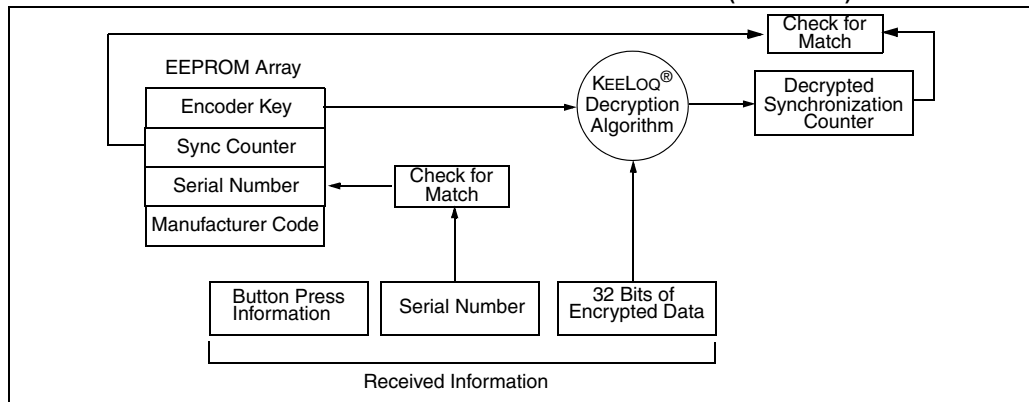 Check for
Match
EEPROM Array
KEELOQ®
Decryption
Algorithm
Decrypted
Synchronization
Counter
Encoder Key
Sync Counter
Serial Number
Manufacturer Code
Check for
Match
Button Press
Information
Serial Number
32 Bits of
Encrypted Data
Received Information